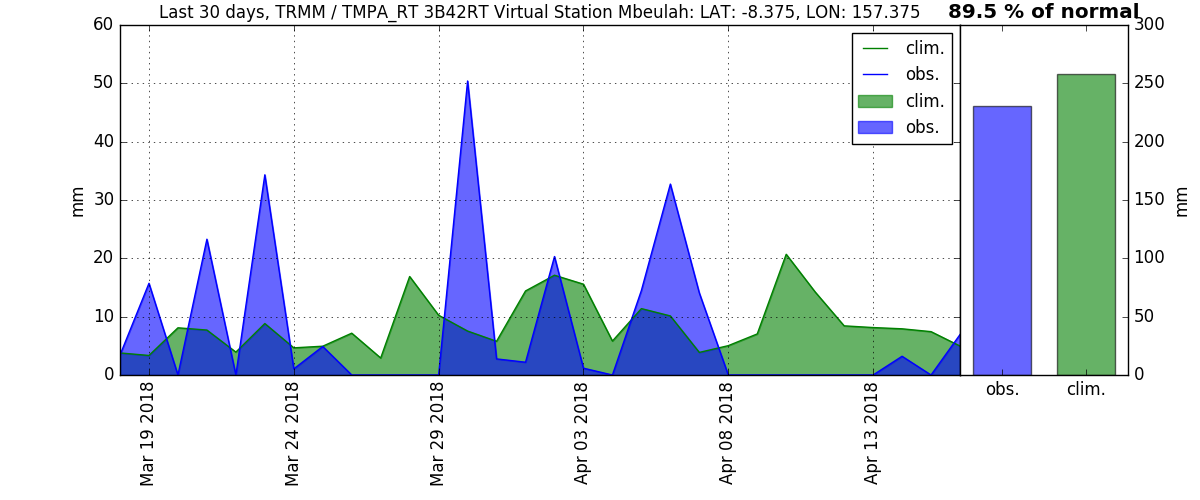 Last 30 days, TRMM / TMPA_RT 3B42RT Virtual Station Mbeulah: LAT: -8.375, LON: 157.375
89.5 % of normal
60
50
40
30
20
10
0
mm
clim.
obs.
clim.
obs.
Mar 19 2018
Mar 24 2018
Mar 29 2018
Apr 03 2018
Apr 08 2018
Apr 13 2018
300
250
200
150
100
50
0
mm
obs.
clim.